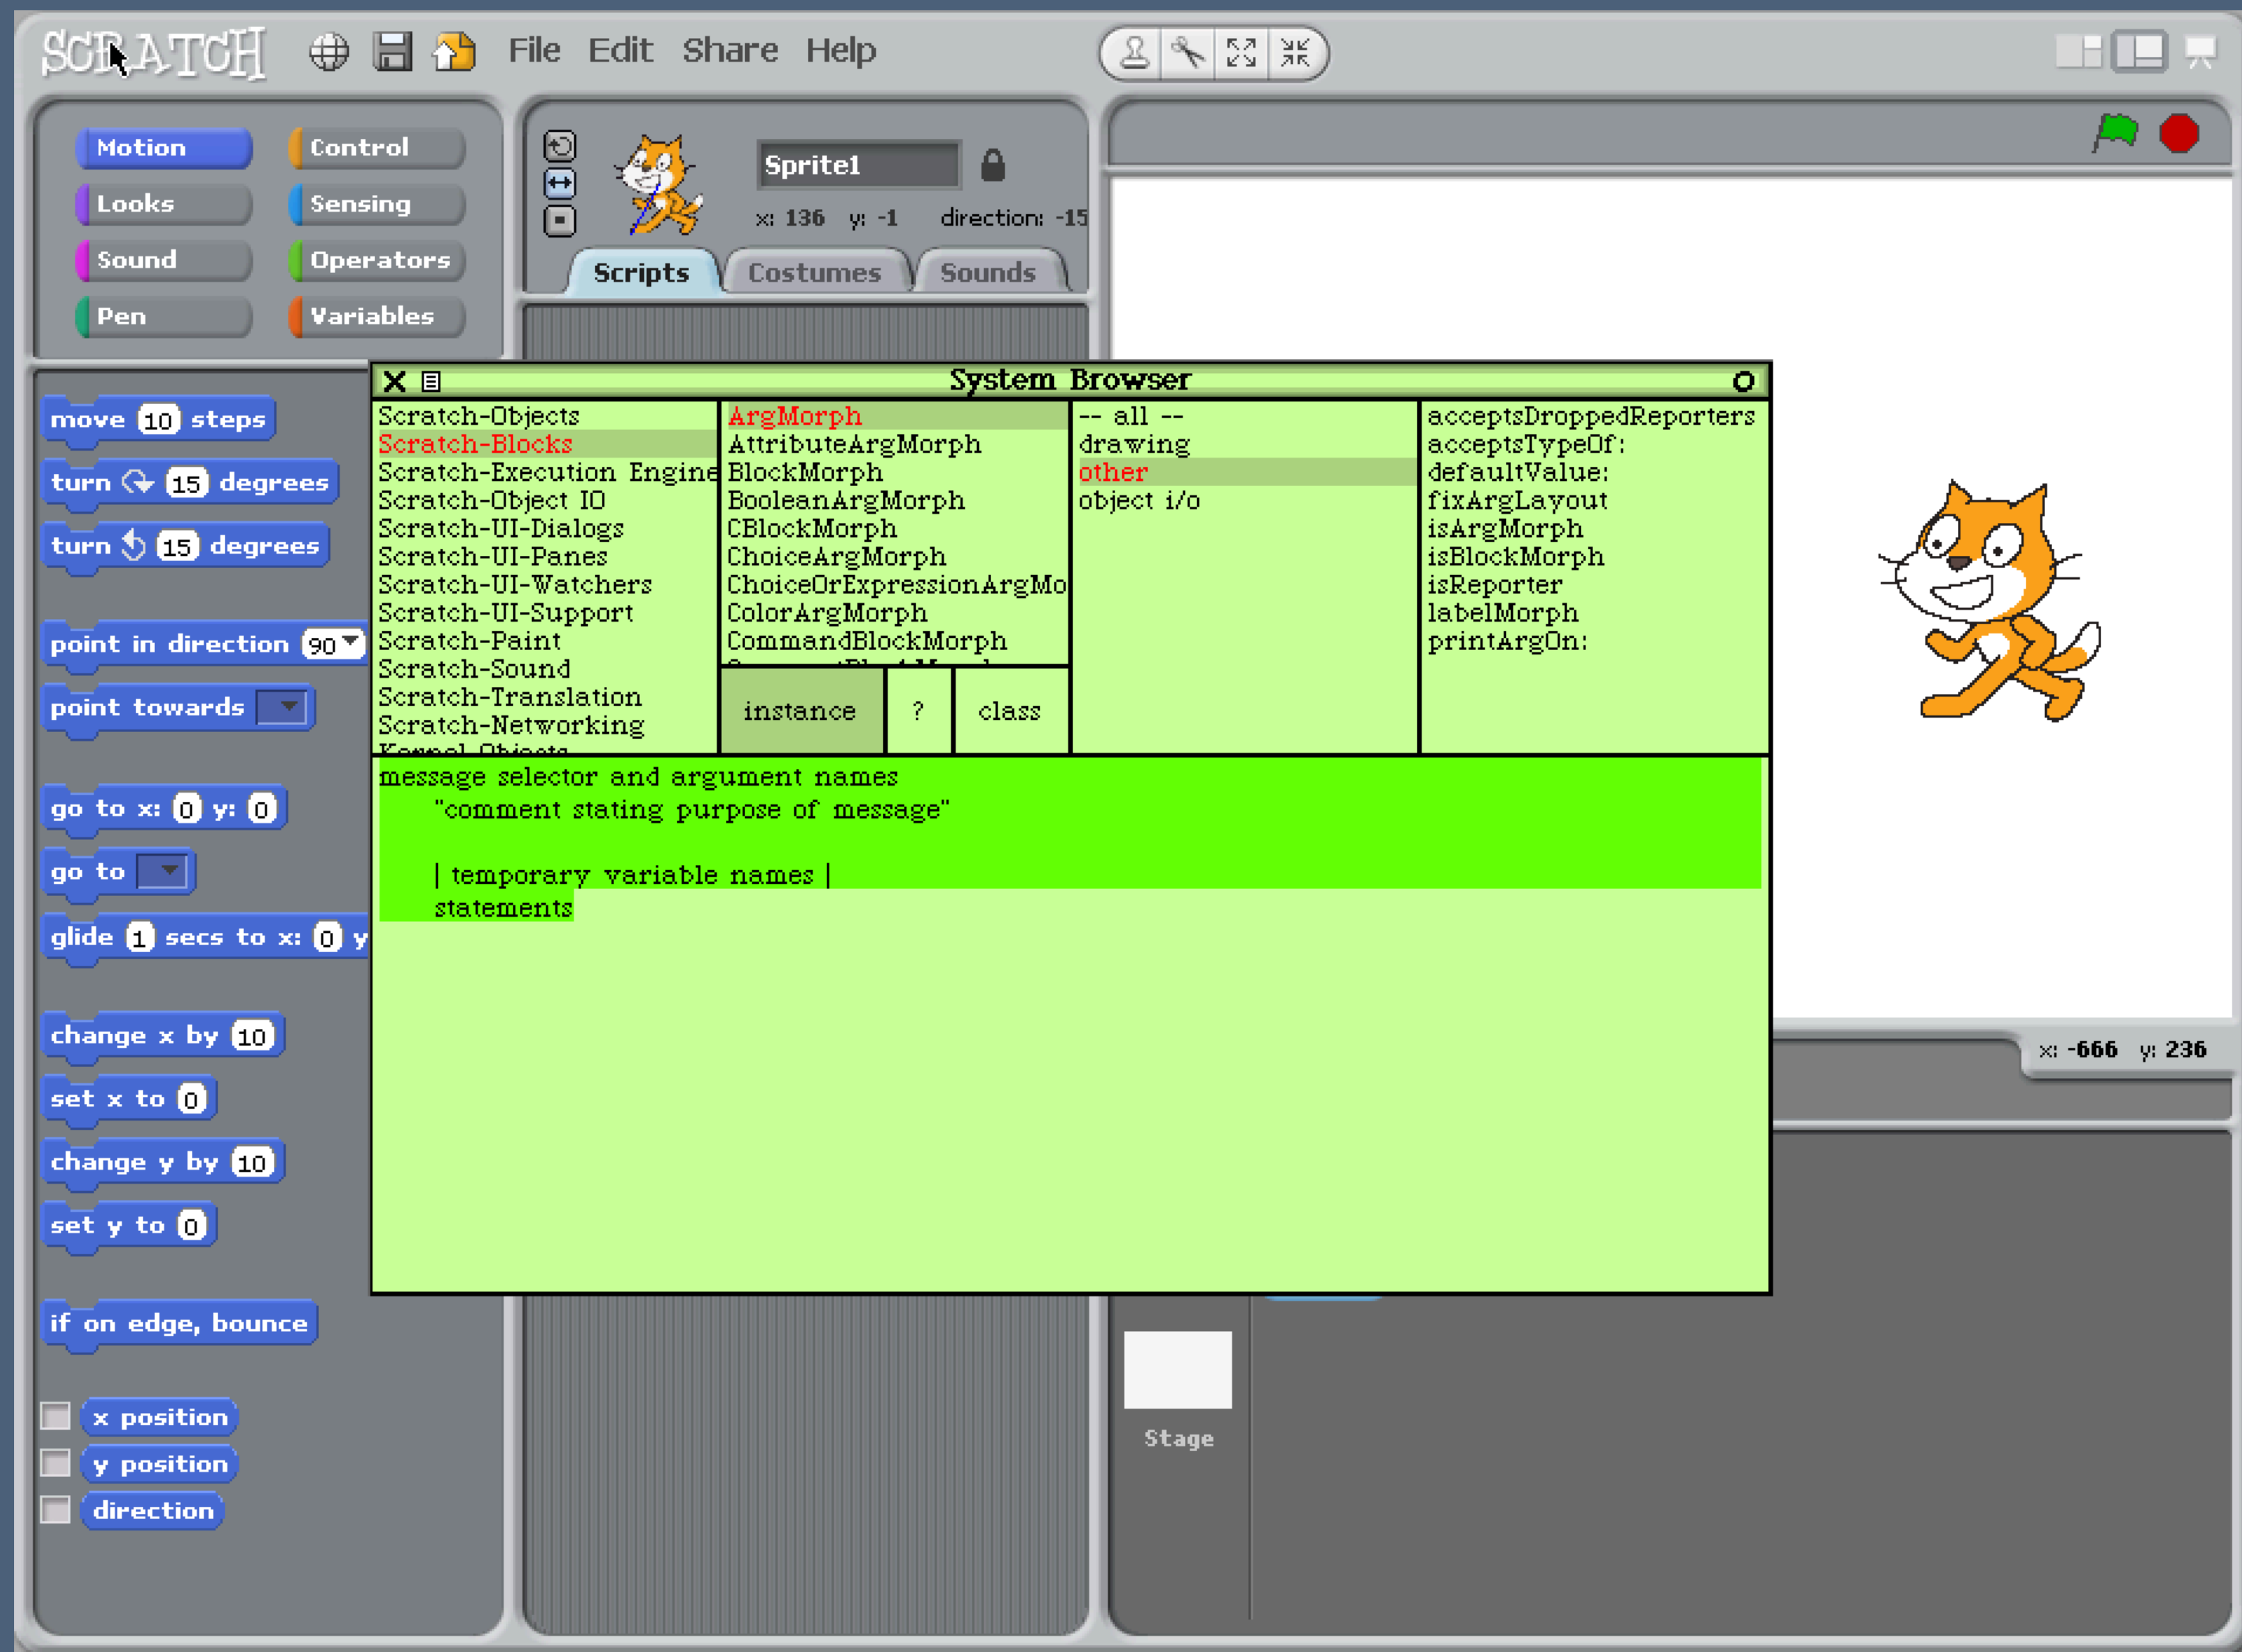 SCRATCH File Edit Share Help
Motion Control
Looks Sensing
Sound Operators
Pen Variables
Sprite1
x: 136 y: -1 direction: -15
Scripts Costumes Sounds
move 10 steps
turn 15 degrees
turn 15 degrees
point in direction 90
point towards
go to x: 0 y: 0
go to
glide 1 secs to x: 0 y
change x by 10
set x to 0
change y by 10
set y to 0
if on edge, bounce
x position
y position
direction
System Browser
Scratch-Objects
Scratch-Blocks
Scratch-Execution Engine
Scratch-Object IO
Scratch-UI-Dialogs
Scratch-UI-Panes
Scratch-UI-Watchers
Scratch-UI-Support
Scratch-Paint
Scratch-Sound
Scratch-Translation
Scratch-Networking
Kernel-Objects
ArgMorph
AttributeArgMorph
BlockMorph
BooleanArgMorph
CBlockMorph
ChoiceArgMorph
ChoiceOrExpressionArgMo
ColorArgMorph
CommandBlockMorph
instance ? class
-- all --
drawing
other
object i/o
acceptsDroppedReporters
acceptsTypeOf:
defaultValue:
fixArgLayout
isArgMorph
isBlockMorph
isReporter
labelMorph
printArgOn:
message selector and argument names
"comment stating purpose of message"
| temporary variable names |
statements
x: -666 y: 236
Stage